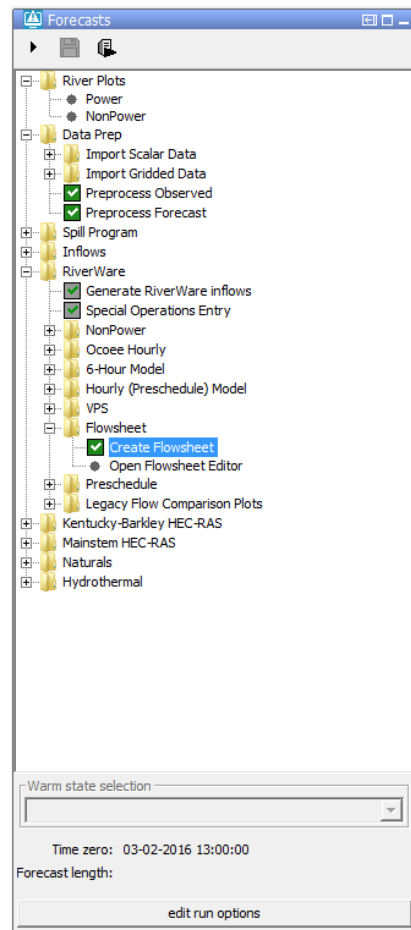 Forecasts
River Plots
Power
NonPower
Data Prep
Import Scalar Data
Import Gridded Data
Preprocess Observed
Preprocess Forecast
Spill Program
Inflows
RiverWare
Generate RiverWare inflows
Special Operations Entry
NonPower
Ocoee Hourly
6-Hour Model
Hourly (Preschedule) Model
VPS
Flowsheet
Create Flowsheet
Open Flowsheet Editor
Preschedule
Legacy Flow Comparison Plots
Kentucky-Barkley HEC-RAS
Mainstem HEC-RAS
Naturals
Hydrothermal
Warm state selection
Time zero: 03-02-2016 13:00:00
Forecast length:
edit run options